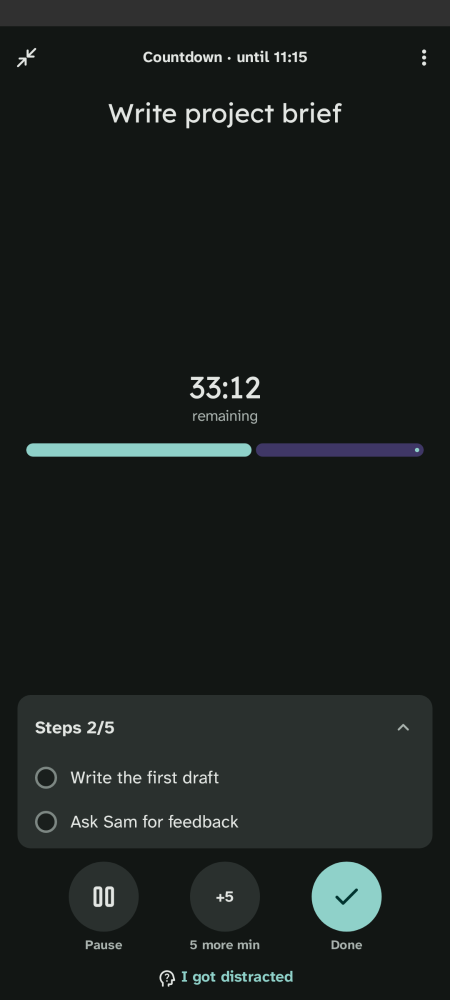 Countdown · until 11:15
Write project brief
33:12
remaining
Steps 2/5
Write the first draft
Ask Sam for feedback
+5
Pause
5 more min
Done
I got distracted